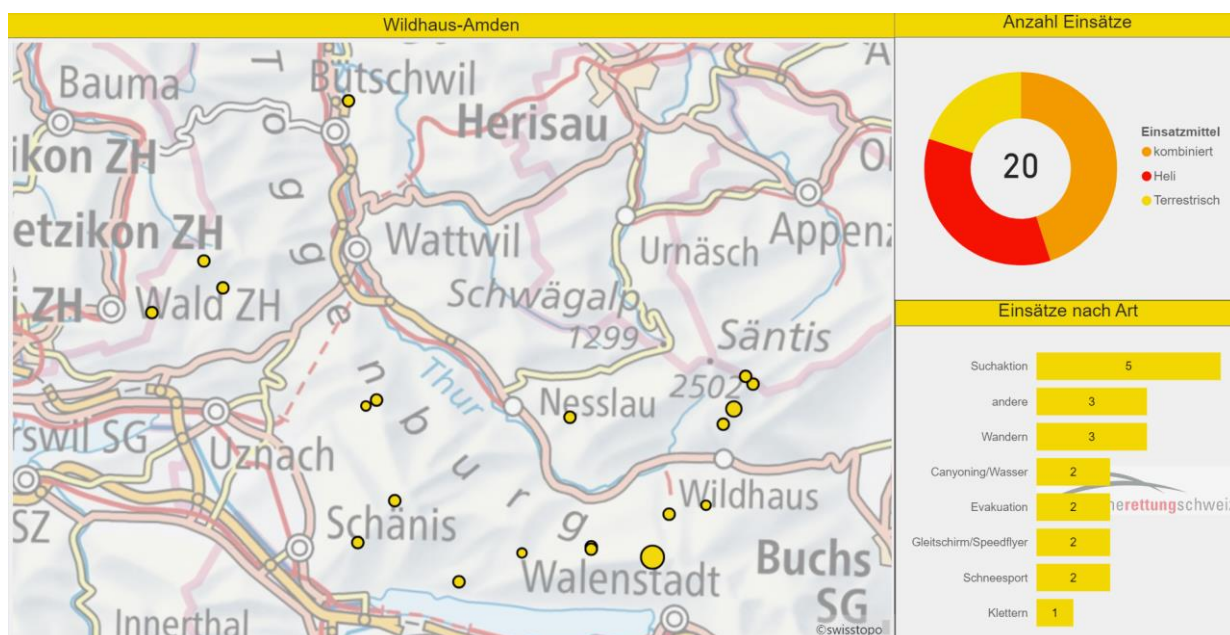 Wildhaus-Amden
Bauma
Bütschwil
T
o
g
g
e
n
b
u
r
g
ikon ZH
Herisau
A
O
etzikon ZH
Wattwil
Urnäsch
Appenz
i ZH
Wald ZH
Schwägalp
1299
Säntis
2502
Thur
Nesslau
rswil SG
Uznach
SZ
Schänis
Wildhaus
Walenstadt
Buchs
SG
Innerthal
©swisstopo
Anzahl Einsätze
20
Einsatzmittel
kombiniert
Heli
Terrestrisch
Einsätze nach Art
Suchaktion 5
andere 3
Wandern 3
Canyoning/Wasser 2
Evakuation 2
inerettungschweiz
Gleitschirm/Speedflyer 2
Schneesport 2
Klettern 1